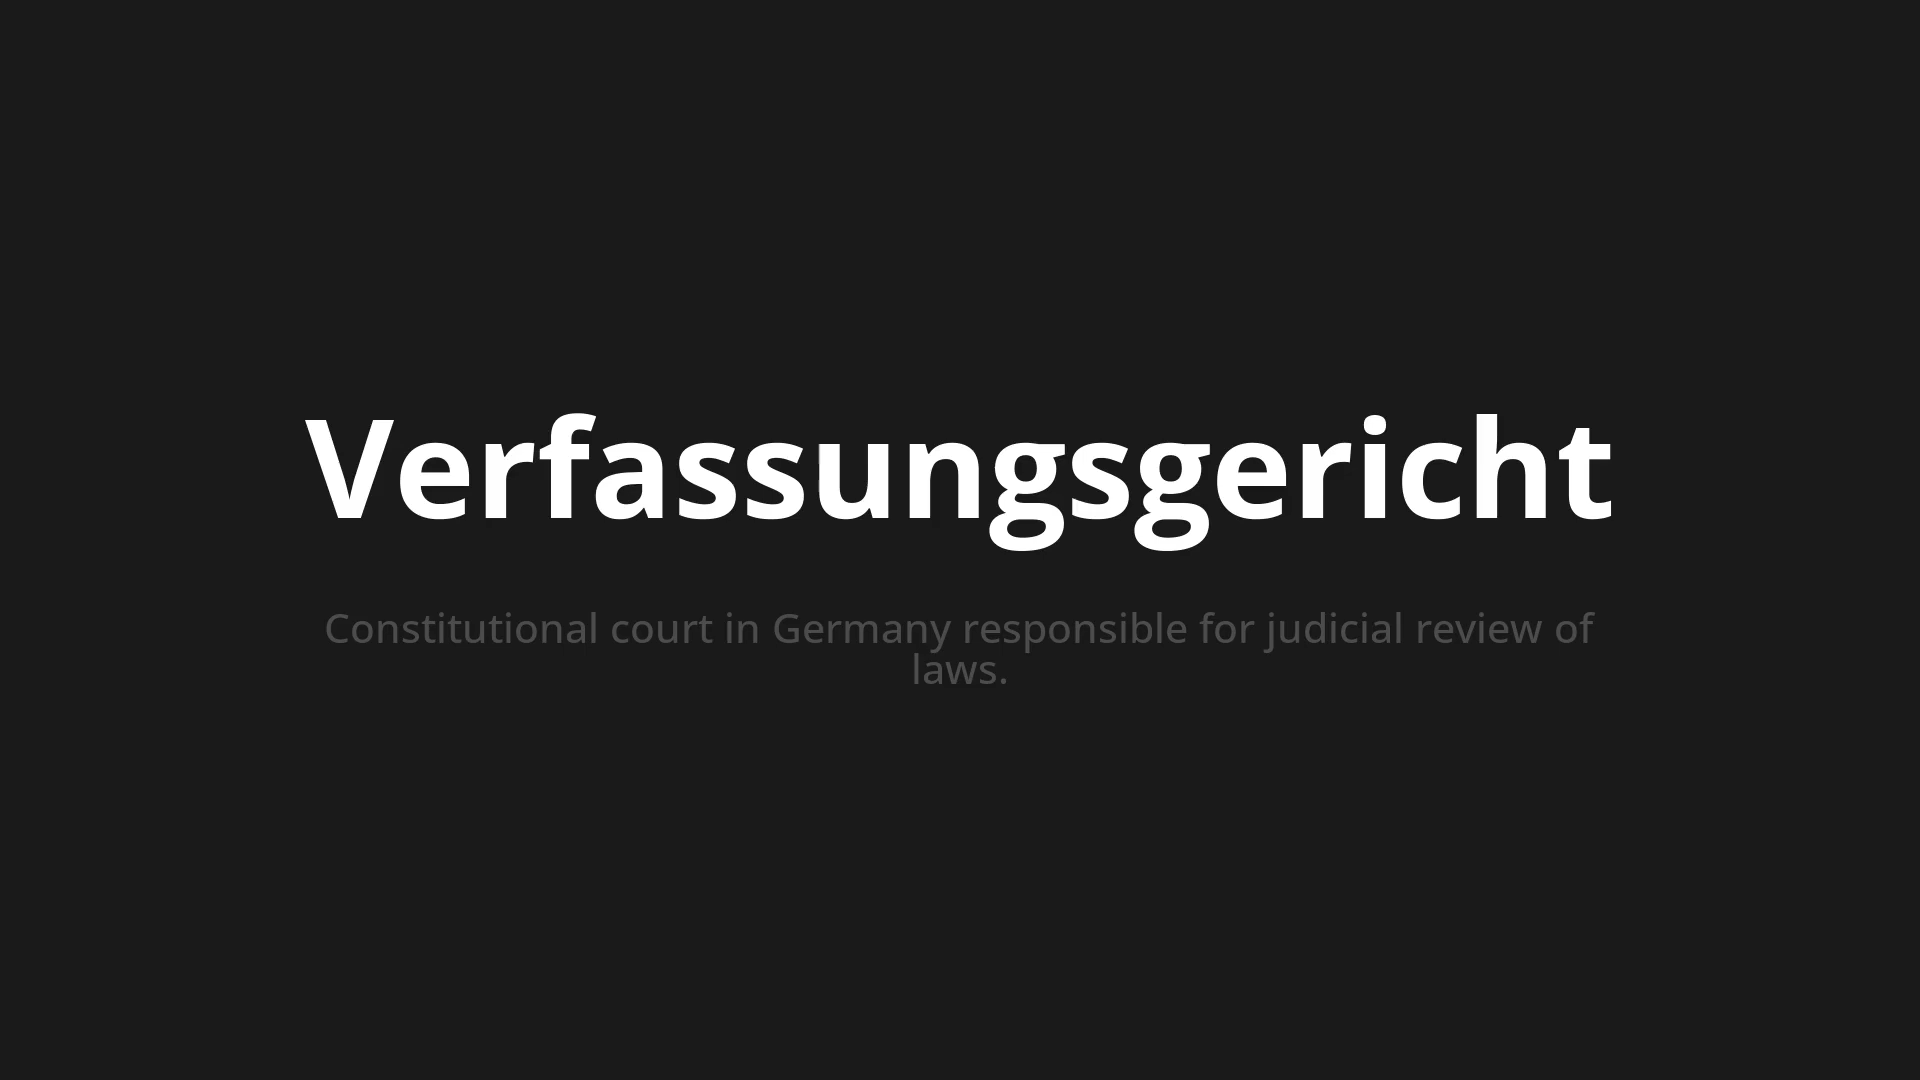 Verfassungsgericht
Constitutional court in Germany responsible for judicial review of
laws.